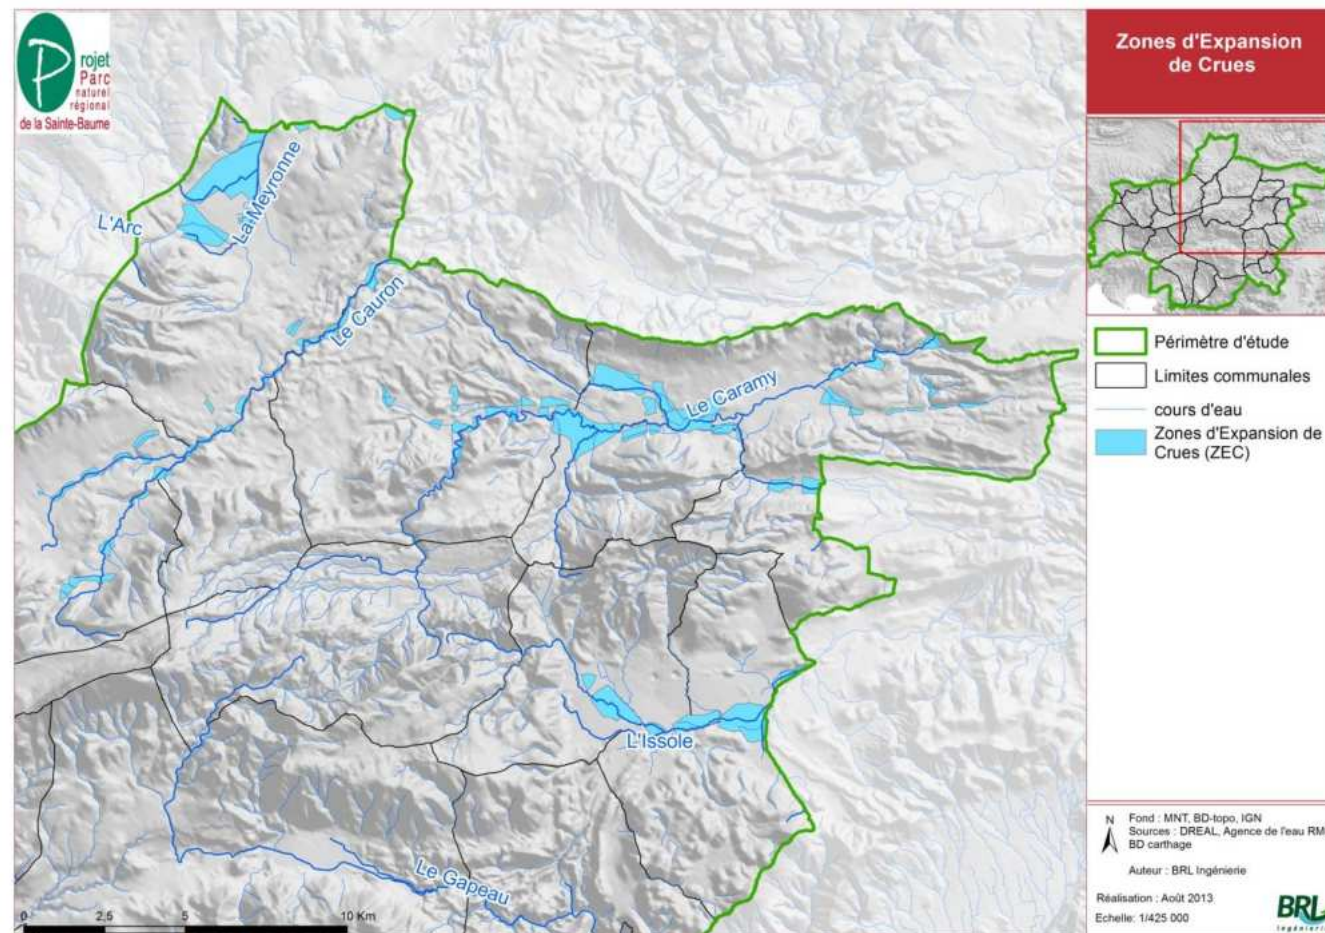 Projet
Parc
naturel
régional
de la Sainte-Baume
Zones d'Expansion
de Crues
L'Arc
La Meyronne
Le Cauron
Le Caramy
L'Issole
Le Gapeau
Périmètre d'étude
Limites communales
cours d'eau
Zones d'Expansion de
Crues (ZEC)
0 2,5 5 10 Km
N
Fond : MNT, BD-topo, IGN
Sources : DREAL, Agence de l'eau RM
BD carthage
Auteur : BRL Ingénierie
Réalisation : Août 2013
Echelle: 1/425 000
BRL
Ingénierie